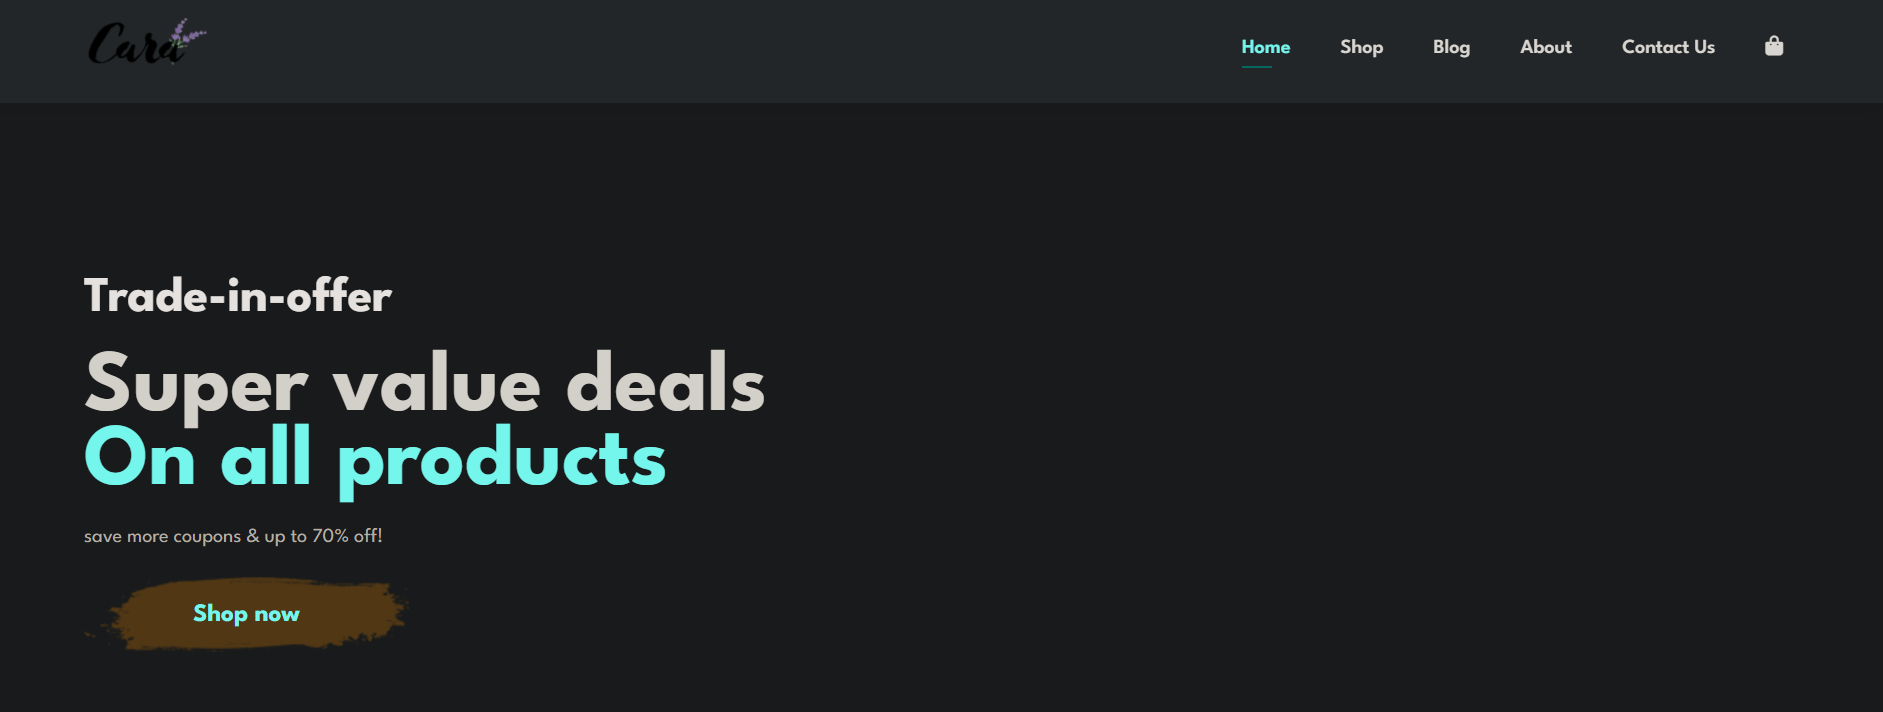 Cara
Home Shop Blog About Contact Us
Trade-in-offer
Super value deals
On all products
save more coupons & up to 70% off!
Shop now